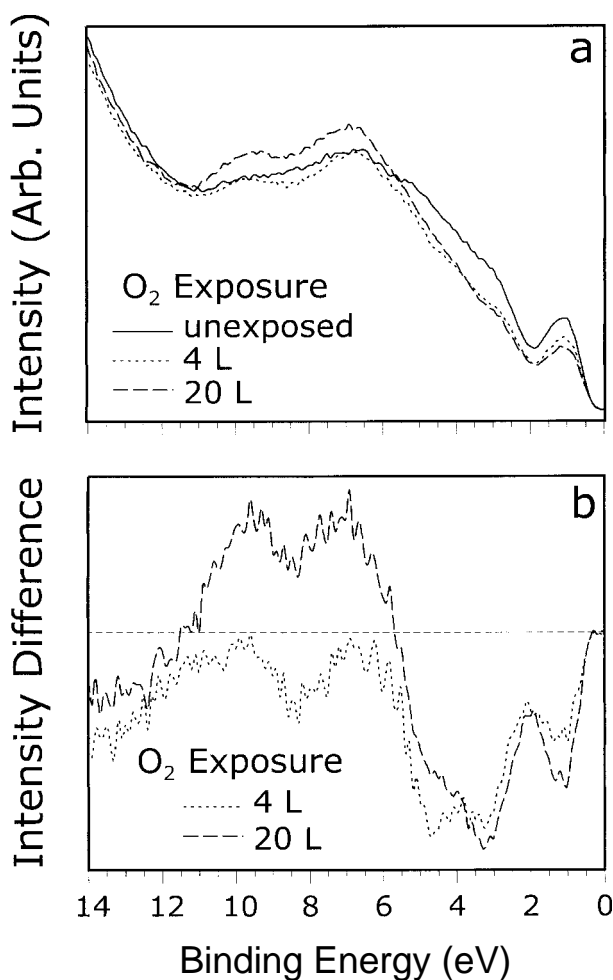 a
Intensity (Arb. Units)
O₂ Exposure
unexposed
4 L
20 L
b
Intensity Difference
O₂ Exposure
4 L
20 L
14 12 10 8 6 4 2 0
Binding Energy (eV)